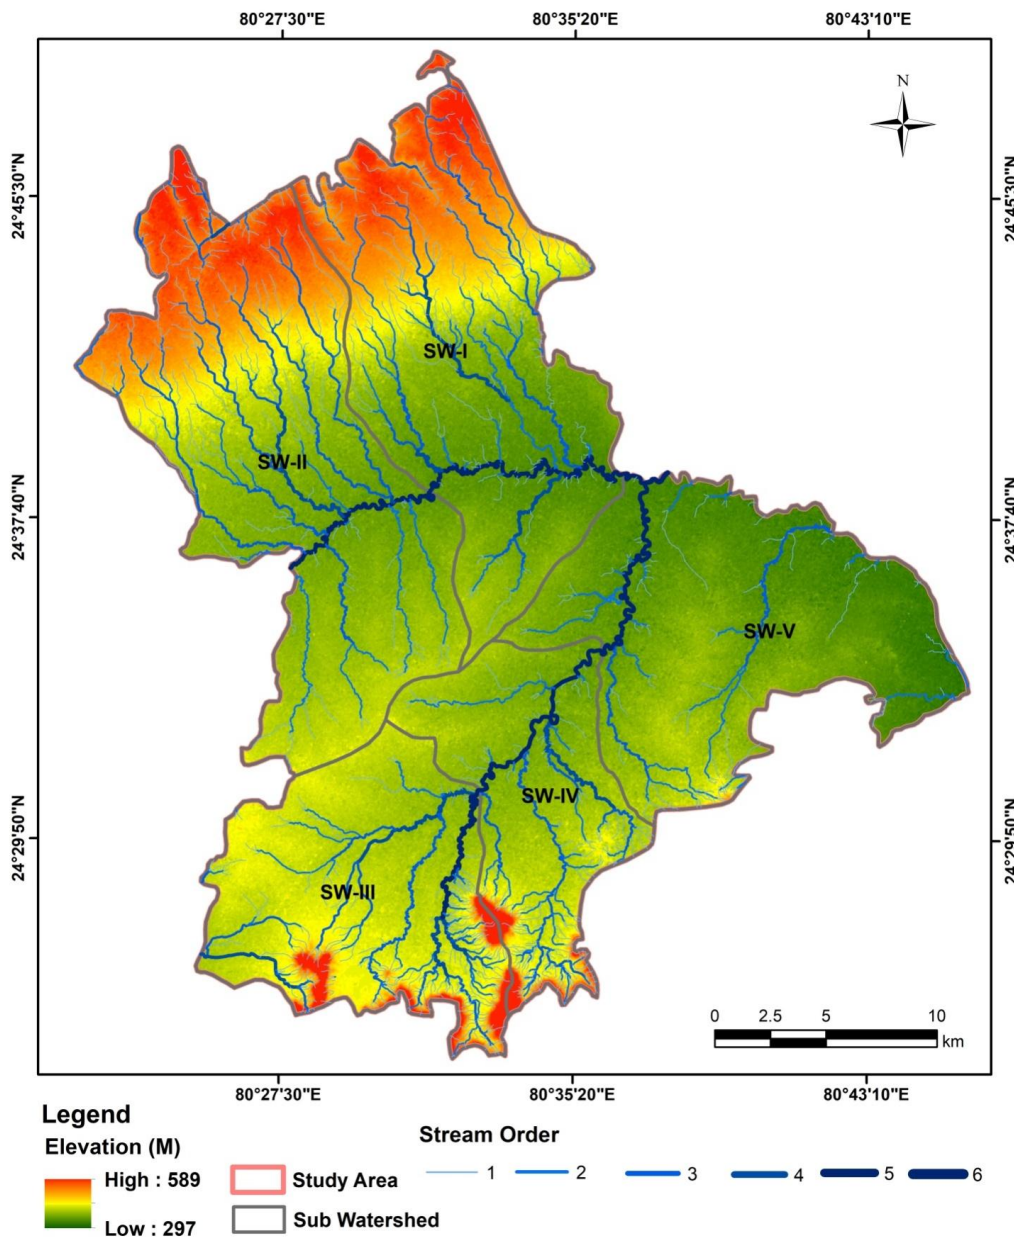 80°27'30"E 80°35'20"E 80°43'10"E
N
24°45'30"N 24°45'30"N
SW-I
SW-II
24°37'40"N 24°37'40"N
SW-V
SW-IV
24°29'50"N 24°29'50"N
SW-III
0 2.5 5 10
km
80°27'30"E 80°35'20"E 80°43'10"E
Legend
Elevation (M)
High : 589
Low : 297
Study Area
Sub Watershed
Stream Order
1 2 3 4 5 6